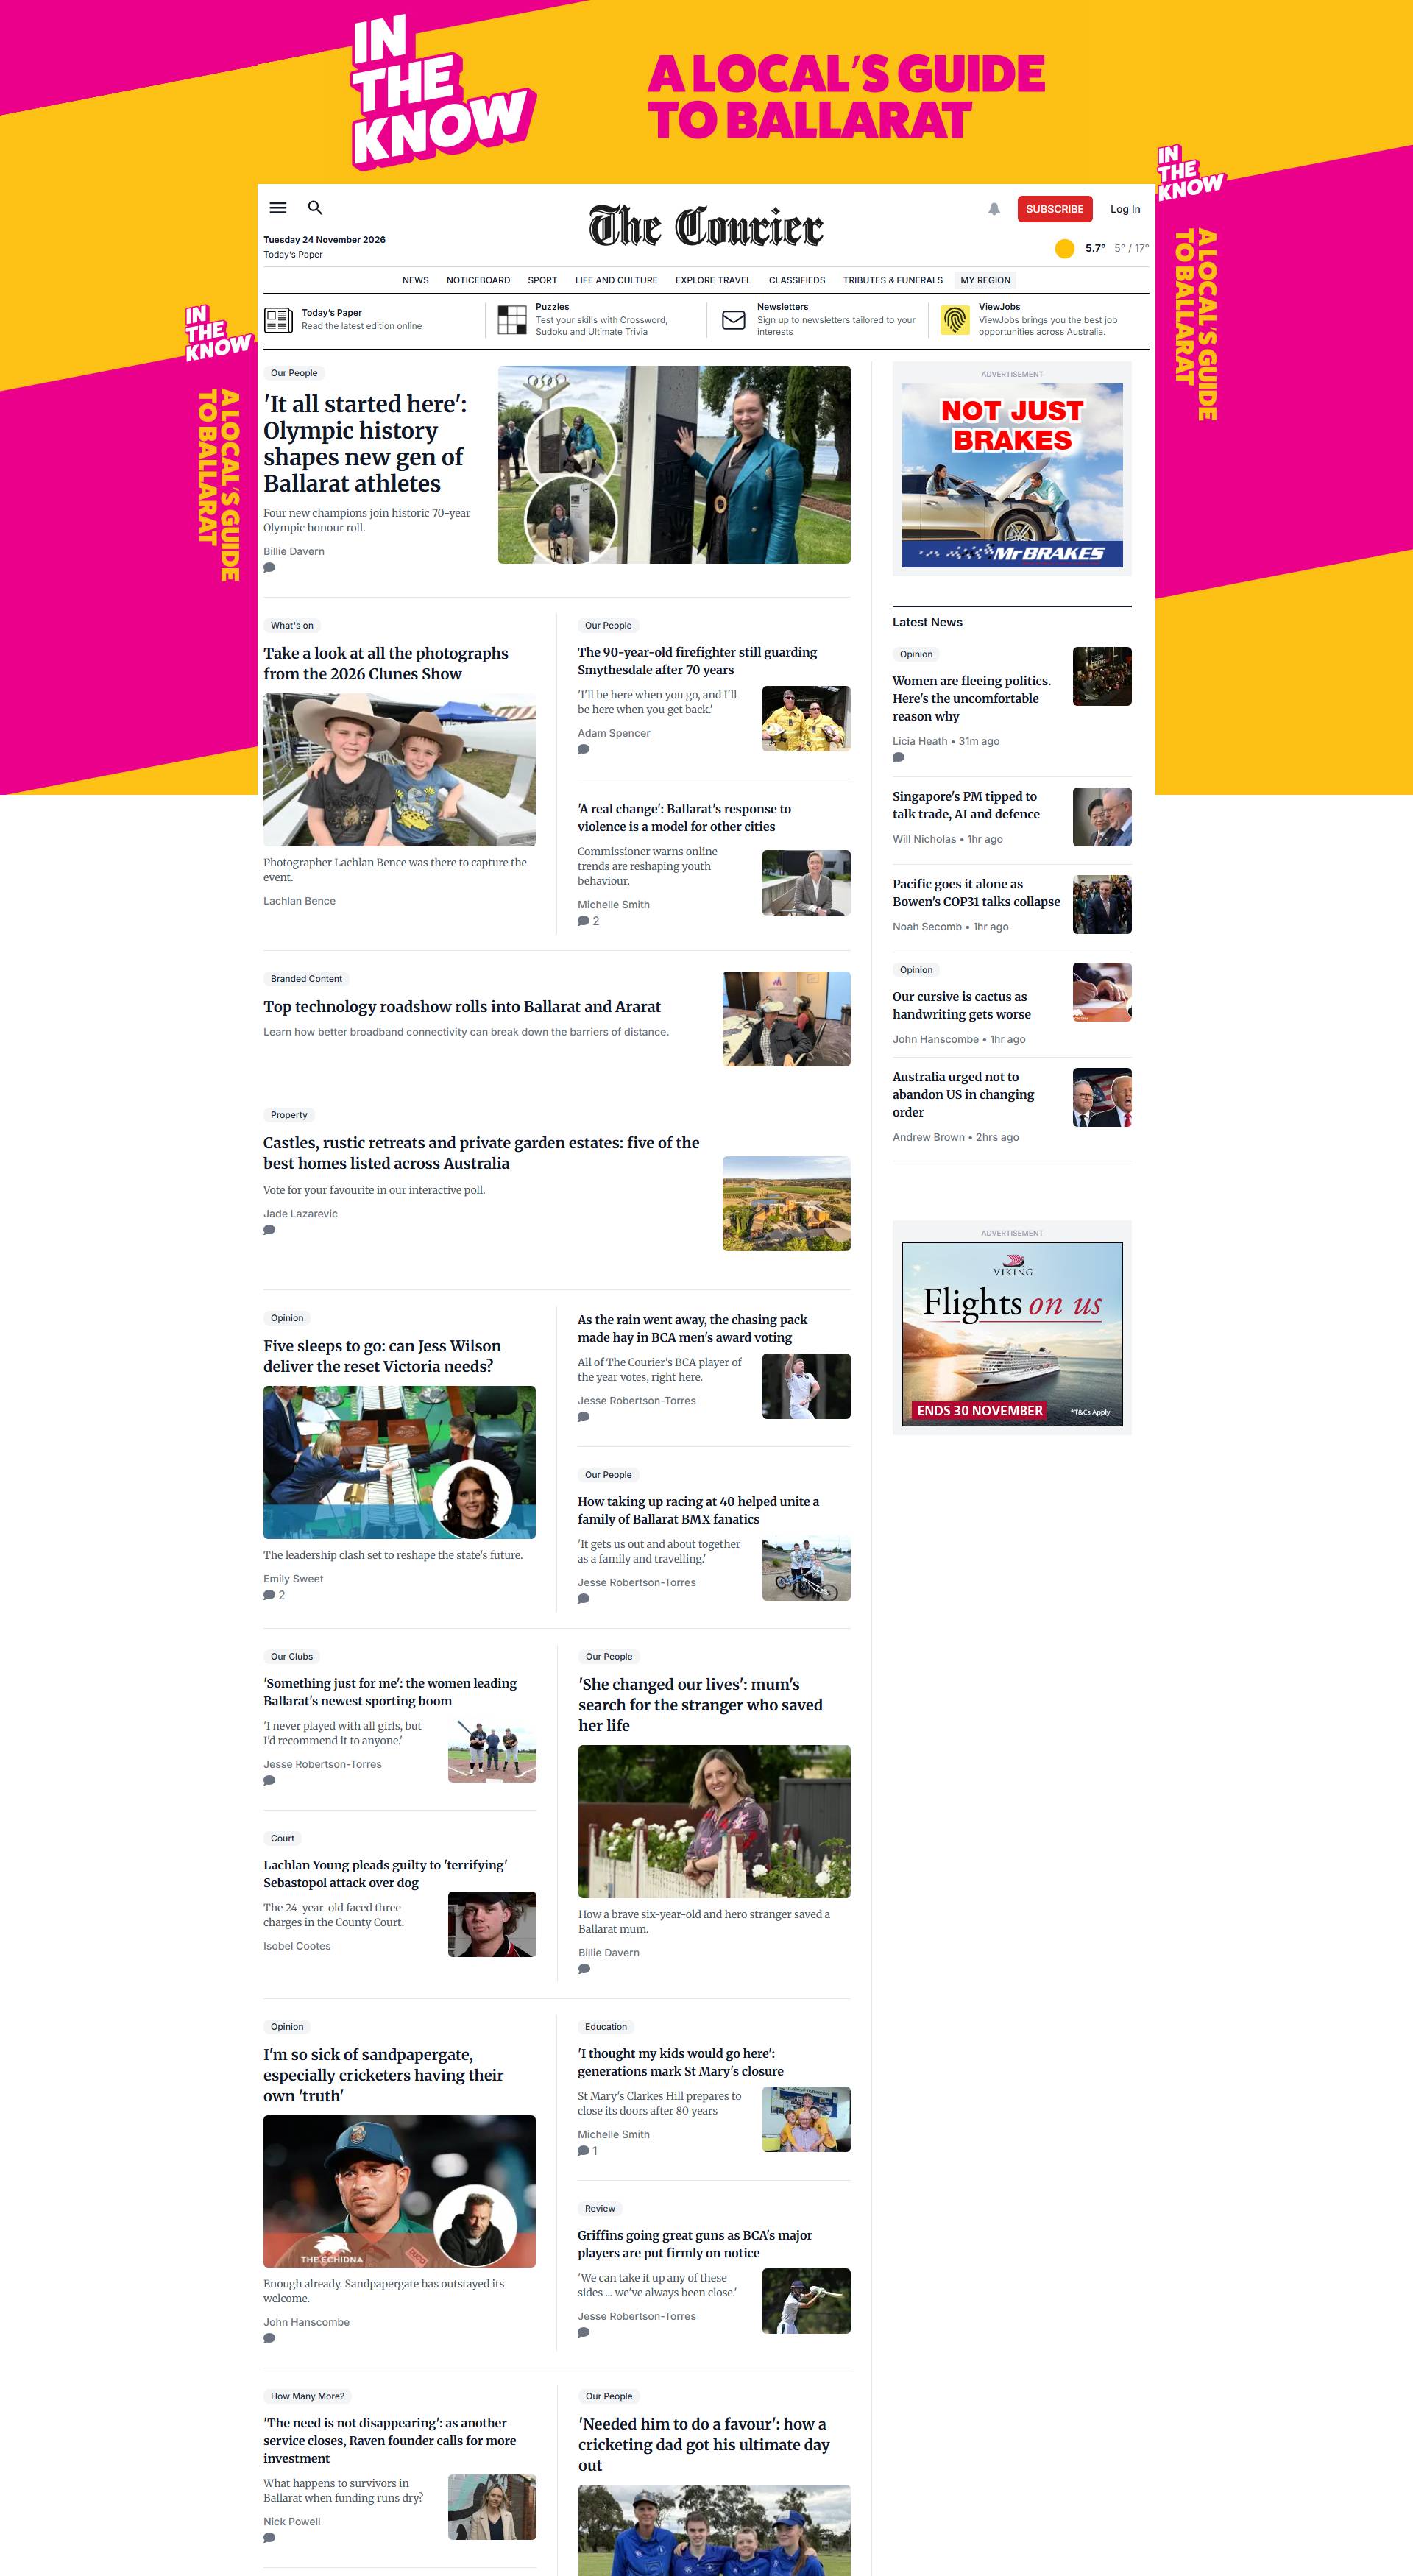 IN
THE
KNOW
A LOCAL'S GUIDE
TO BALLARAT
IN
THE
KNOW
A LOCAL'S GUIDE
TO BALLARAT
IN
THE
KNOW
A LOCAL'S GUIDE
TO BALLARAT
The Courier
SUBSCRIBE
Log In
Tuesday 24 November 2026
Today's Paper
5.7° 5° / 17°
NEWS NOTICEBOARD SPORT LIFE AND CULTURE EXPLORE TRAVEL CLASSIFIEDS TRIBUTES & FUNERALS MY REGION
Today's Paper
Read the latest edition online
Puzzles
Test your skills with Crossword,
Sudoku and Ultimate Trivia
Newsletters
Sign up to newsletters tailored to your
interests
ViewJobs
ViewJobs brings you the best job
opportunities across Australia.
Our People
'It all started here':
Olympic history
shapes new gen of
Ballarat athletes
Four new champions join historic 70-year
Olympic honour roll.
Billie Davern
What's on
Take a look at all the photographs
from the 2026 Clunes Show
Photographer Lachlan Bence was there to capture the
event.
Lachlan Bence
Our People
The 90-year-old firefighter still guarding
Smythesdale after 70 years
'I'll be here when you go, and I'll
be here when you get back.'
Adam Spencer
'A real change': Ballarat's response to
violence is a model for other cities
Commissioner warns online
trends are reshaping youth
behaviour.
Michelle Smith
2
Branded Content
Top technology roadshow rolls into Ballarat and Ararat
Learn how better broadband connectivity can break down the barriers of distance.
Property
Castles, rustic retreats and private garden estates: five of the
best homes listed across Australia
Vote for your favourite in our interactive poll.
Jade Lazarevic
Opinion
Five sleeps to go: can Jess Wilson
deliver the reset Victoria needs?
The leadership clash set to reshape the state's future.
Emily Sweet
2
As the rain went away, the chasing pack
made hay in BCA men's award voting
All of The Courier's BCA player of
the year votes, right here.
Jesse Robertson-Torres
Our People
How taking up racing at 40 helped unite a
family of Ballarat BMX fanatics
'It gets us out and about together
as a family and travelling.'
Jesse Robertson-Torres
Our Clubs
'Something just for me': the women leading
Ballarat's newest sporting boom
'I never played with all girls, but
I'd recommend it to anyone.'
Jesse Robertson-Torres
Court
Lachlan Young pleads guilty to 'terrifying'
Sebastopol attack over dog
The 24-year-old faced three
charges in the County Court.
Isobel Cootes
Our People
'She changed our lives': mum's
search for the stranger who saved
her life
How a brave six-year-old and hero stranger saved a
Ballarat mum.
Billie Davern
Opinion
I'm so sick of sandpapergate,
especially cricketers having their
own 'truth'
THE ECHIDNA
Enough already. Sandpapergate has outstayed its
welcome.
John Hanscombe
Education
'I thought my kids would go here':
generations mark St Mary's closure
St Mary's Clarkes Hill prepares to
close its doors after 80 years
Michelle Smith
1
Review
Griffins going great guns as BCA's major
players are put firmly on notice
'We can take it up any of these
sides ... we've always been close.'
Jesse Robertson-Torres
How Many More?
'The need is not disappearing': as another
service closes, Raven founder calls for more
investment
What happens to survivors in
Ballarat when funding runs dry?
Nick Powell
Our People
'Needed him to do a favour': how a
cricketing dad got his ultimate day
out
ADVERTISEMENT
NOT JUST
BRAKES
MR BRAKES
Latest News
Opinion
Women are fleeing politics.
Here's the uncomfortable
reason why
Licia Heath • 31m ago
Singapore's PM tipped to
talk trade, AI and defence
Will Nicholas • 1hr ago
Pacific goes it alone as
Bowen's COP31 talks collapse
Noah Secomb • 1hr ago
Opinion
Our cursive is cactus as
handwriting gets worse
John Hanscombe • 1hr ago
Australia urged not to
abandon US in changing
order
Andrew Brown • 2hrs ago
ADVERTISEMENT
VIKING
Flights on us
ENDS 30 NOVEMBER
*T&Cs Apply